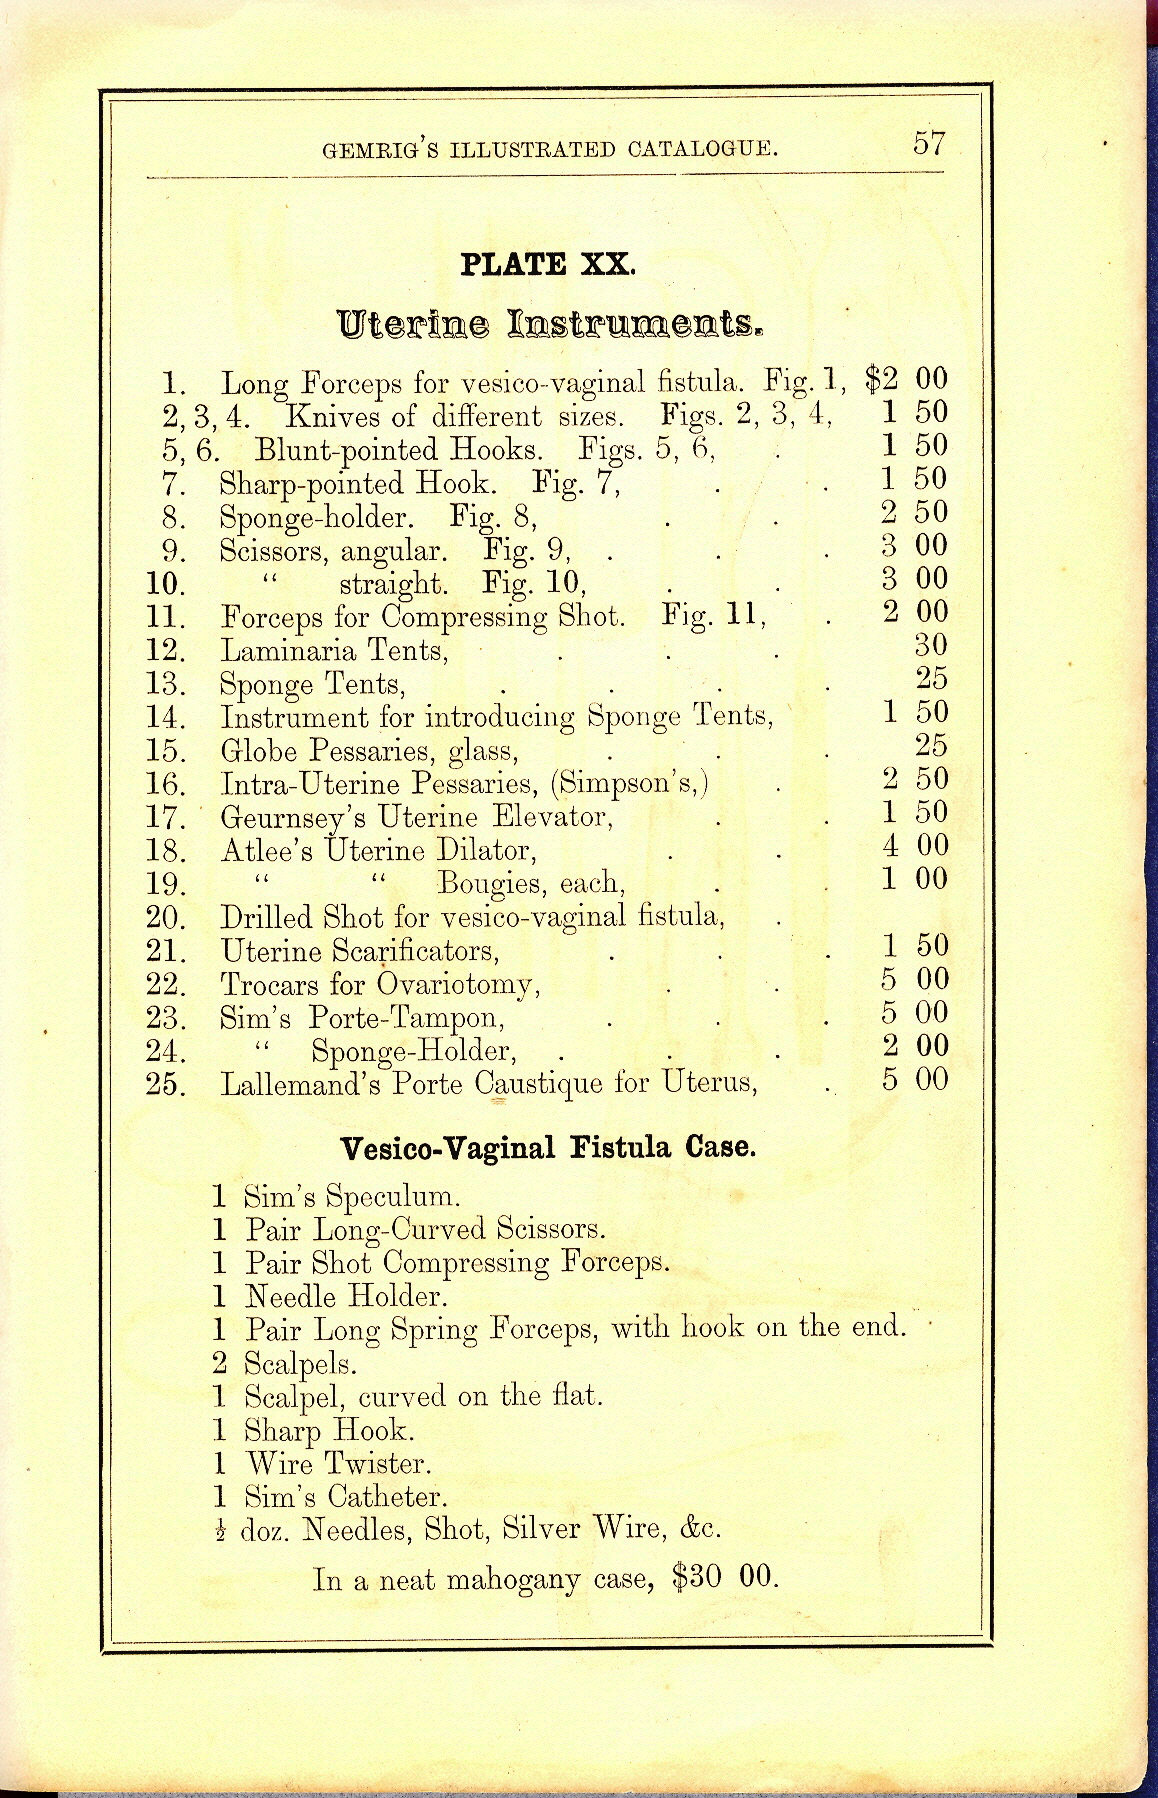 GEMRIG'S ILLUSTRATED CATALOGUE. 57
PLATE XX.
Uterine Instruments.
1. Long Forceps for vesico-vaginal fistula. Fig. 1, $2 00
2, 3, 4. Knives of different sizes. Figs. 2, 3, 4, 1 50
5, 6. Blunt-pointed Hooks. Figs. 5, 6, . 1 50
7. Sharp-pointed Hook. Fig. 7, . . 1 50
8. Sponge-holder. Fig. 8, . . 2 50
9. Scissors, angular. Fig. 9, . . . 3 00
10. " straight. Fig. 10, . . 3 00
11. Forceps for Compressing Shot. Fig. 11, . 2 00
12. Laminaria Tents, . . . 30
13. Sponge Tents, . . . . 25
14. Instrument for introducing Sponge Tents, 1 50
15. Globe Pessaries, glass, . . . 25
16. Intra-Uterine Pessaries, (Simpson's,) . 2 50
17. Geurnsey's Uterine Elevator, . . 1 50
18. Atlee's Uterine Dilator, . . 4 00
19. " " Bougies, each, . . 1 00
20. Drilled Shot for vesico-vaginal fistula, .
21. Uterine Scarificators, . . . 1 50
22. Trocars for Ovariotomy, . . 5 00
23. Sim's Porte-Tampon, . . . 5 00
24. " Sponge-Holder, . . . 2 00
25. Lallemand's Porte Caustique for Uterus, . 5 00
Vesico-Vaginal Fistula Case.
1 Sim's Speculum.
1 Pair Long-Curved Scissors.
1 Pair Shot Compressing Forceps.
1 Needle Holder.
1 Pair Long Spring Forceps, with hook on the end.
2 Scalpels.
1 Scalpel, curved on the flat.
1 Sharp Hook.
1 Wire Twister.
1 Sim's Catheter.
½ doz. Needles, Shot, Silver Wire, &c.
In a neat mahogany case, $30 00.